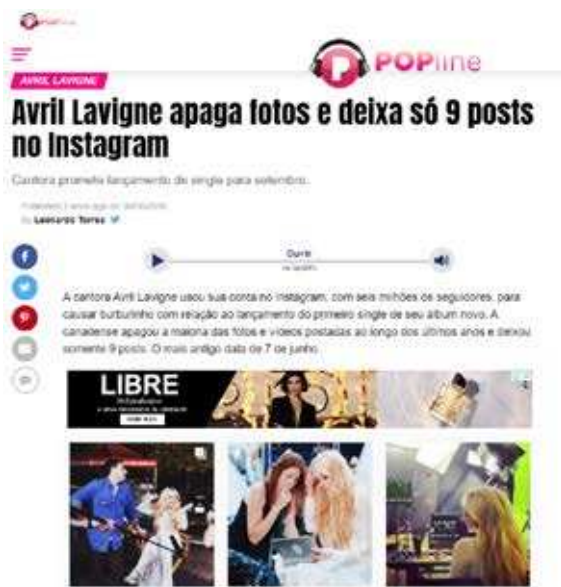 POPline
AVRIL LAVIGNE
Avril Lavigne apaga fotos e deixa só 9 posts
no Instagram
Cantora promete lançamento de single para setembro.
Leonardo Torres
Ouvir
A cantora Avril Lavigne usou sua conta no Instagram, com seis milhões de seguidores, para
causar burburinho com relação ao lançamento do primeiro single de seu álbum novo. A
canadense apagou a maioria das fotos e vídeos postadas ao longo dos últimos anos e deixou
somente 9 posts. O mais antigo data de 7 de junho.
LIBRE